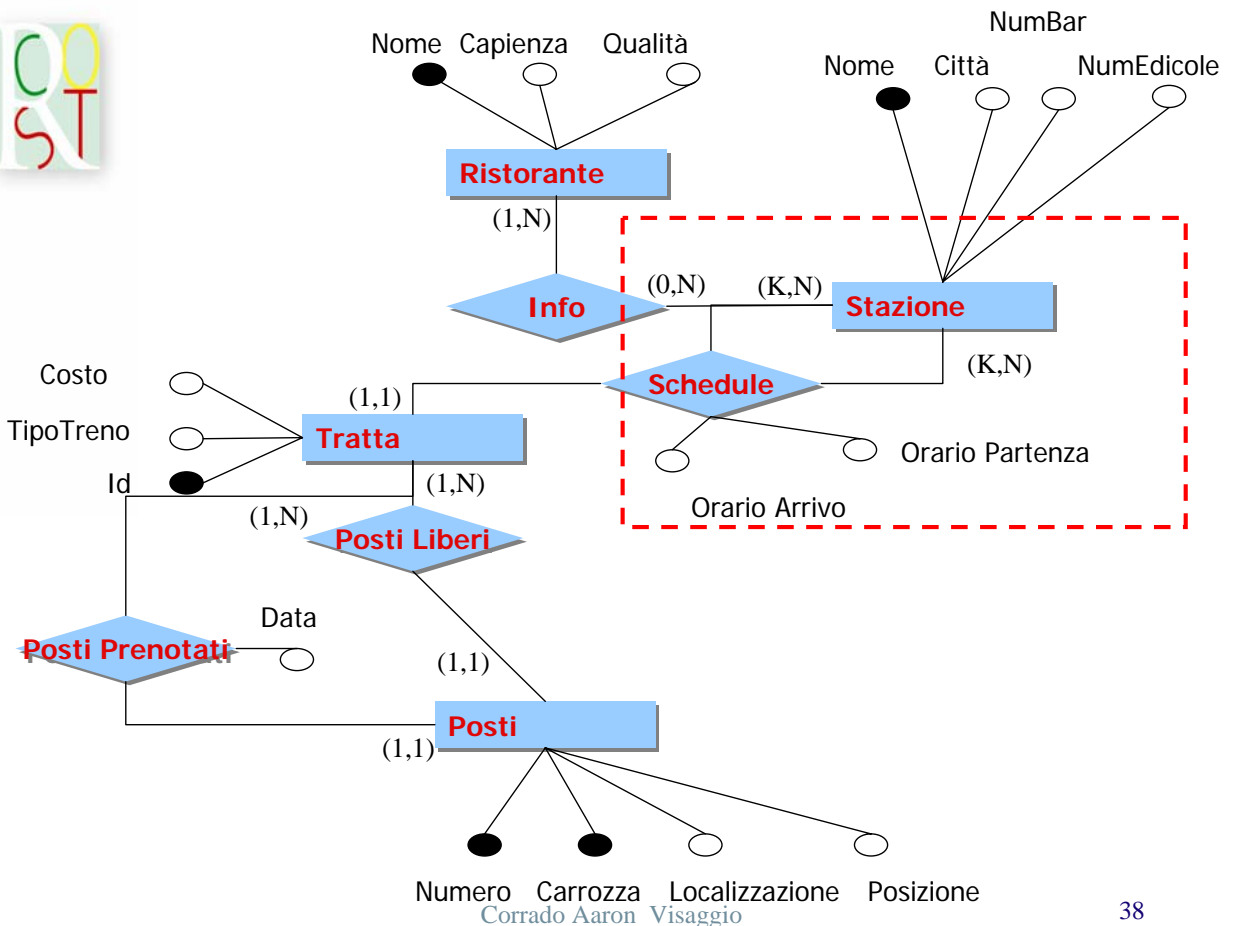 R
CO
ST
NumBar
Nome Capienza Qualità
Nome Città NumEdicole
Ristorante
(1,N)
(0,N) (K,N)
Info
Stazione
(K,N)
Costo
Schedule
(1,1)
TipoTreno
Tratta
Orario Partenza
Id
(1,N)
Orario Arrivo
(1,N)
Posti Liberi
Data
Posti Prenotati
(1,1)
Posti
(1,1)
Numero Carrozza Localizzazione Posizione
Corrado Aaron Visaggio
38